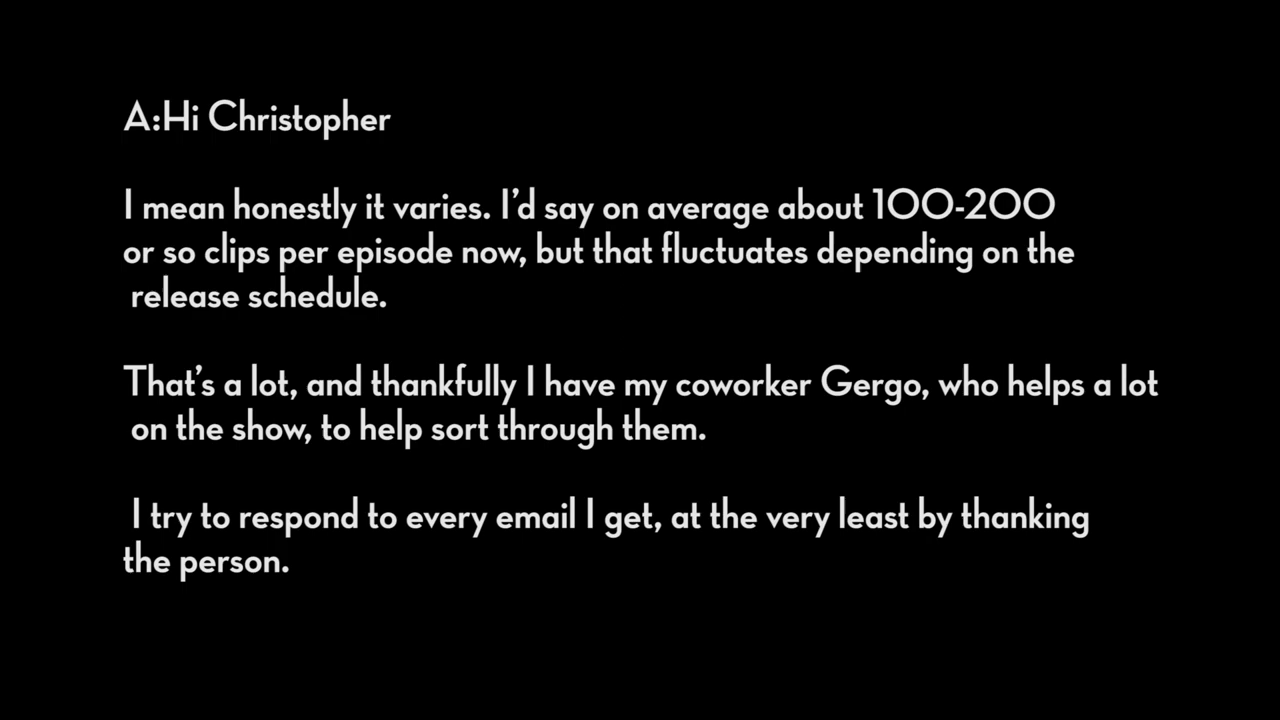 A:Hi Christopher
I mean honestly it varies. I’d say on average about 100-200
or so clips per episode now, but that fluctuates depending on the
release schedule.
That’s a lot, and thankfully I have my coworker Gergo, who helps a lot
on the show, to help sort through them.
I try to respond to every email I get, at the very least by thanking
the person.